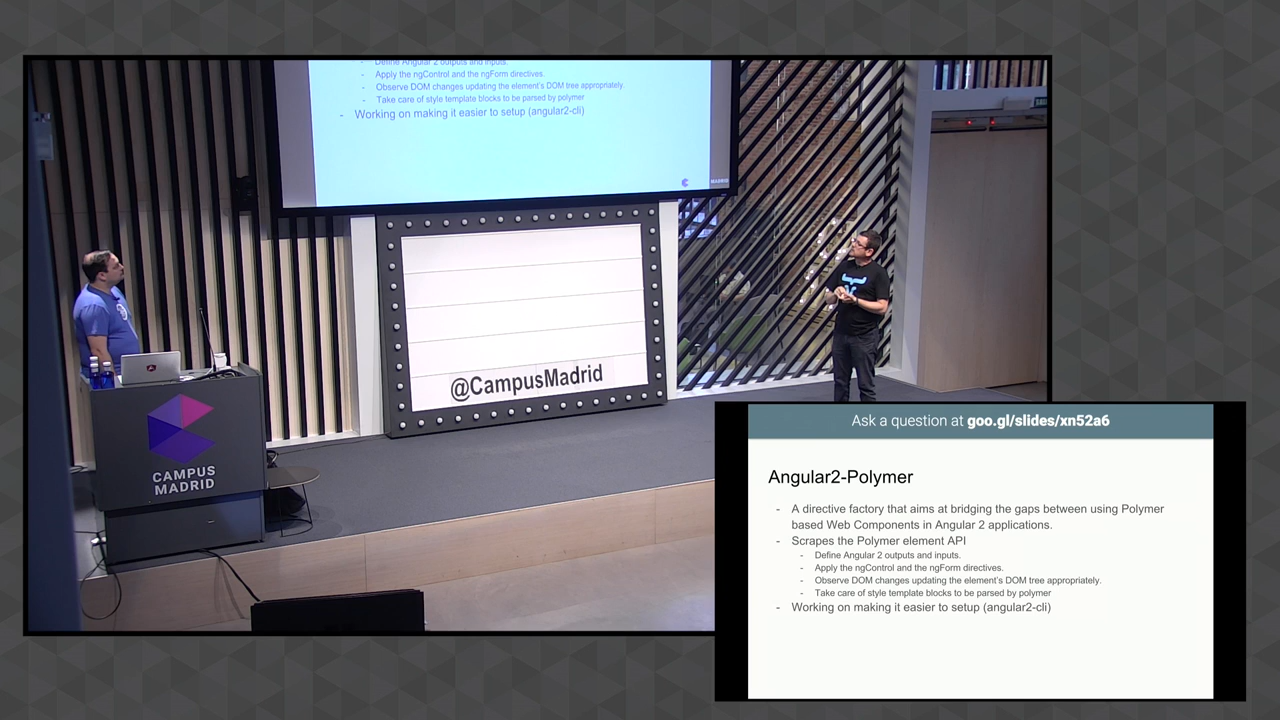 Define Angular 2 outputs and inputs.
- Apply the ngControl and the ngForm directives.
- Observe DOM changes updating the element's DOM tree appropriately.
- Take care of style template blocks to be parsed by polymer
- Working on making it easier to setup (angular2-cli)
MADRID
@CampusMadrid
CAMPUS
MADRID
Ask a question at goo.gl/slides/xn52a6
Angular2-Polymer
- A directive factory that aims at bridging the gaps between using Polymer
based Web Components in Angular 2 applications.
- Scrapes the Polymer element API
- Define Angular 2 outputs and inputs.
- Apply the ngControl and the ngForm directives.
- Observe DOM changes updating the element's DOM tree appropriately.
- Take care of style template blocks to be parsed by polymer
- Working on making it easier to setup (angular2-cli)